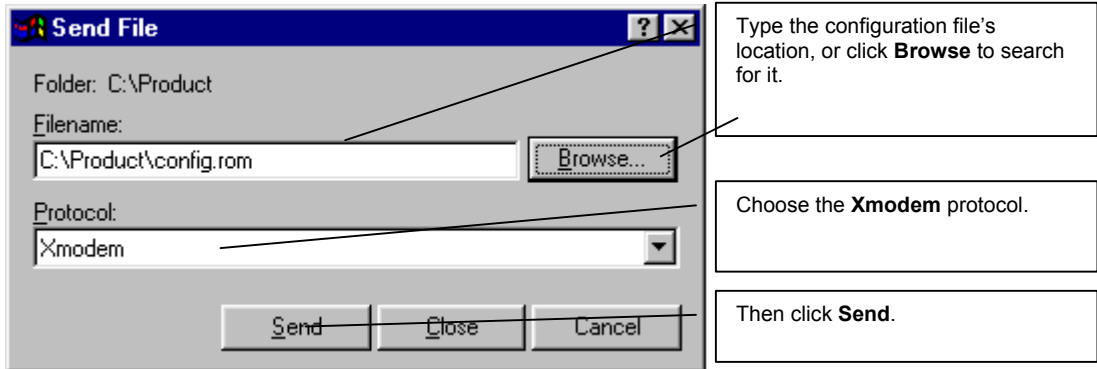 Send File
Folder: C:\Product
Filename:
C:\Product\config.rom
Browse...
Protocol:
Xmodem
Send
Close
Cancel
Type the configuration file's
location, or click Browse to search
for it.
Choose the Xmodem protocol.
Then click Send.